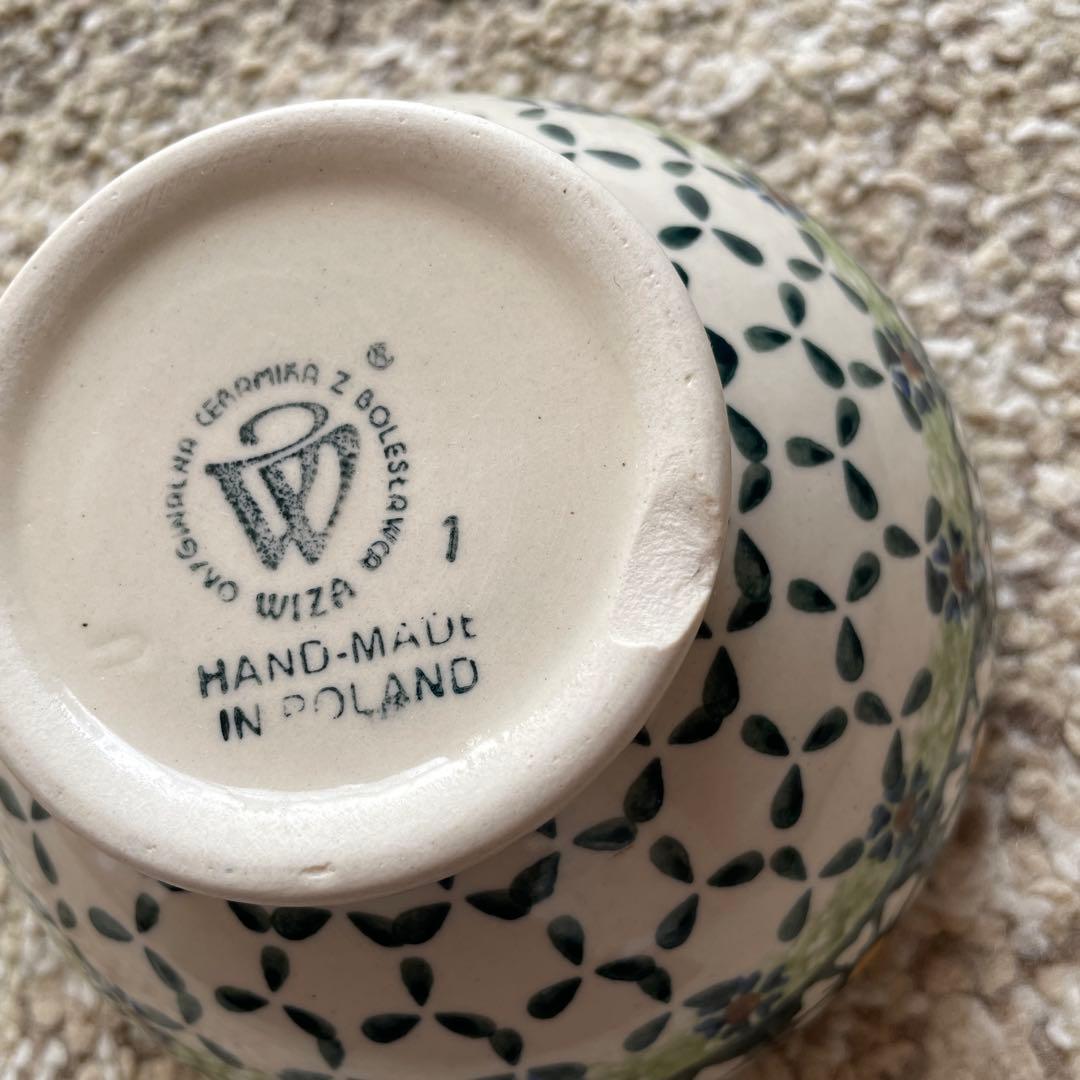 ORYGINALNA CERAMIKA Z BOLESŁAWCA
®
WIZA
1
HAND-MADE
IN POLAND